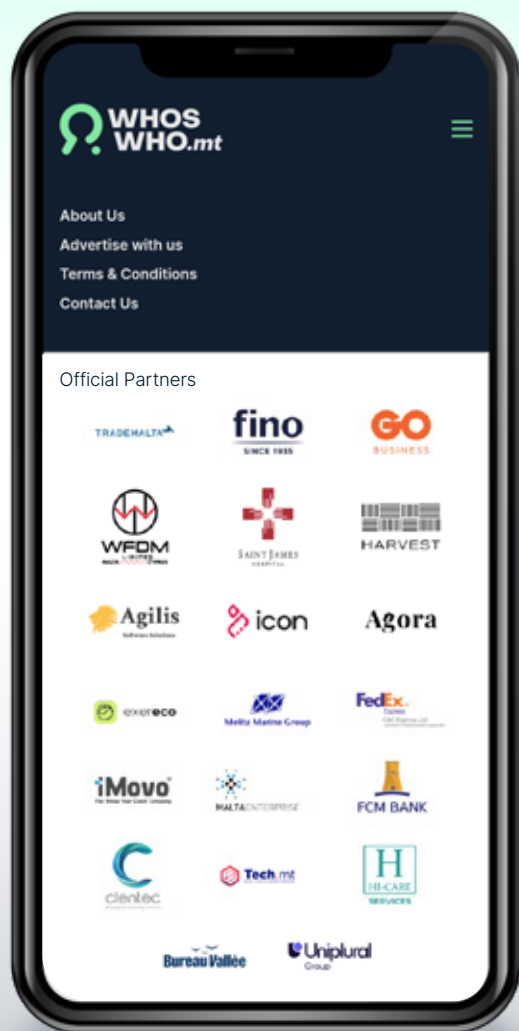 WHOS
WHO.mt
About Us
Advertise with us
Terms & Conditions
Contact Us
Official Partners
TRADEMALTA
fino
SINCE 1935
GO
BUSINESS
WFDM
LIMITED
SAINT JAMES
HOSPITAL
HARVEST
Agilis
Software Solutions
icon
Agora
exereco
Melita Marine Group
FedEx
Express
iMovo
MALTAENTERPRISE
FCM BANK
clentec
Tech.mt
H
HI-CARE
SERVICES
Bureau Vallée
Uniplural
Group